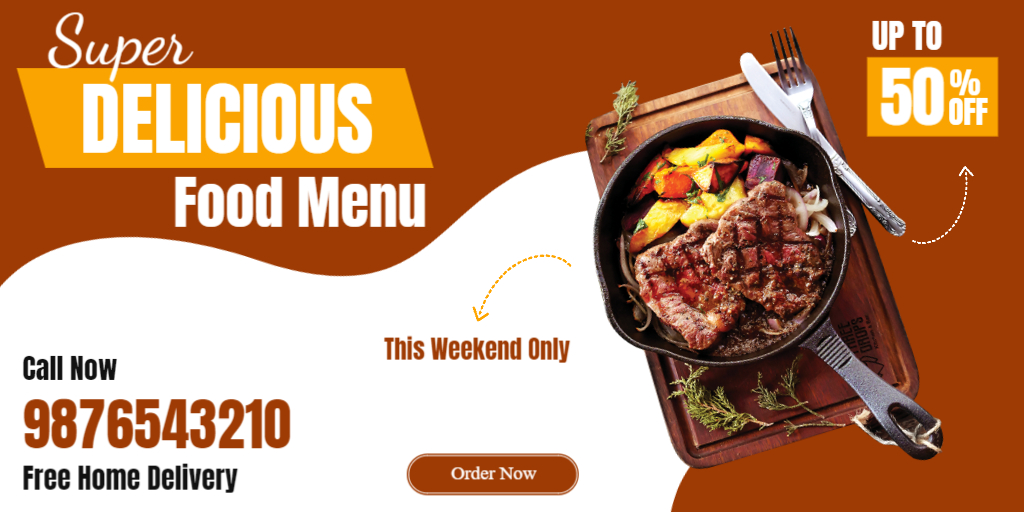 Super
DELICIOUS
Food Menu
UP TO
50% OFF
This Weekend Only
Call Now
9876543210
Free Home Delivery
Order Now